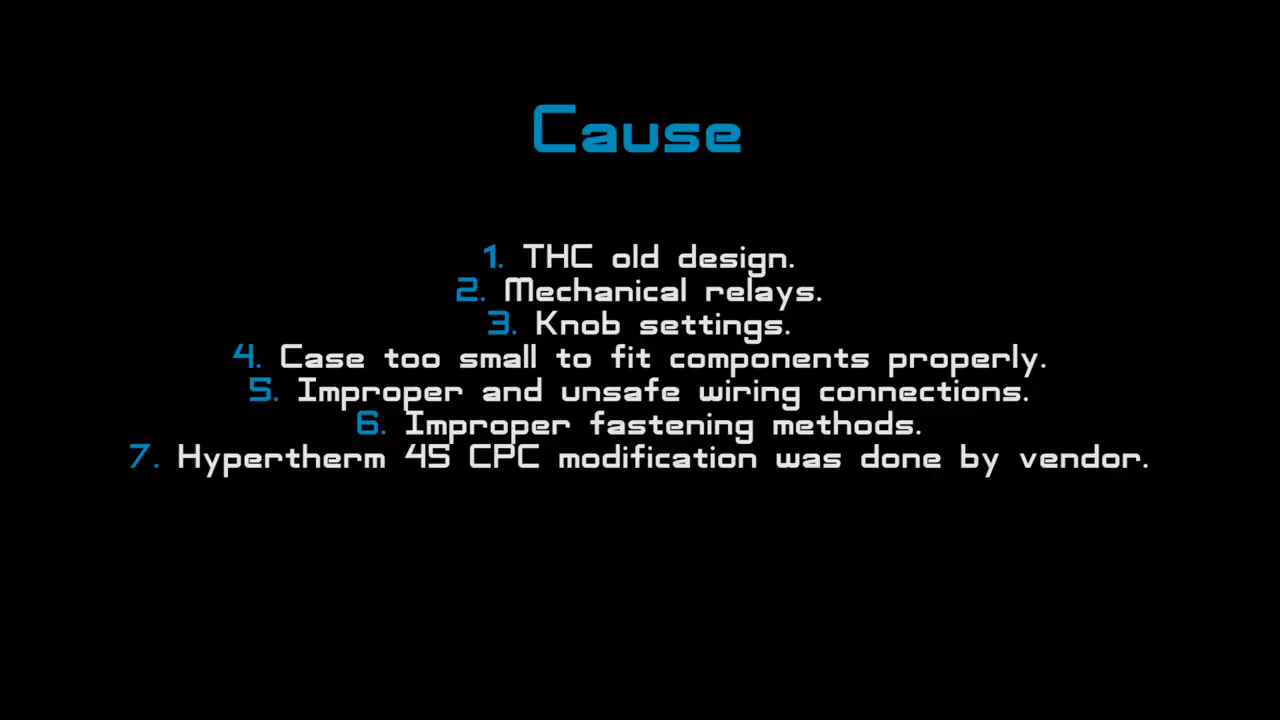 Cause
1. THC old design.
2. Mechanical relays.
3. Knob settings.
4. Case too small to fit components properly.
5. Improper and unsafe wiring connections.
6. Improper fastening methods.
7. Hypertherm 45 CPC modification was done by vendor.